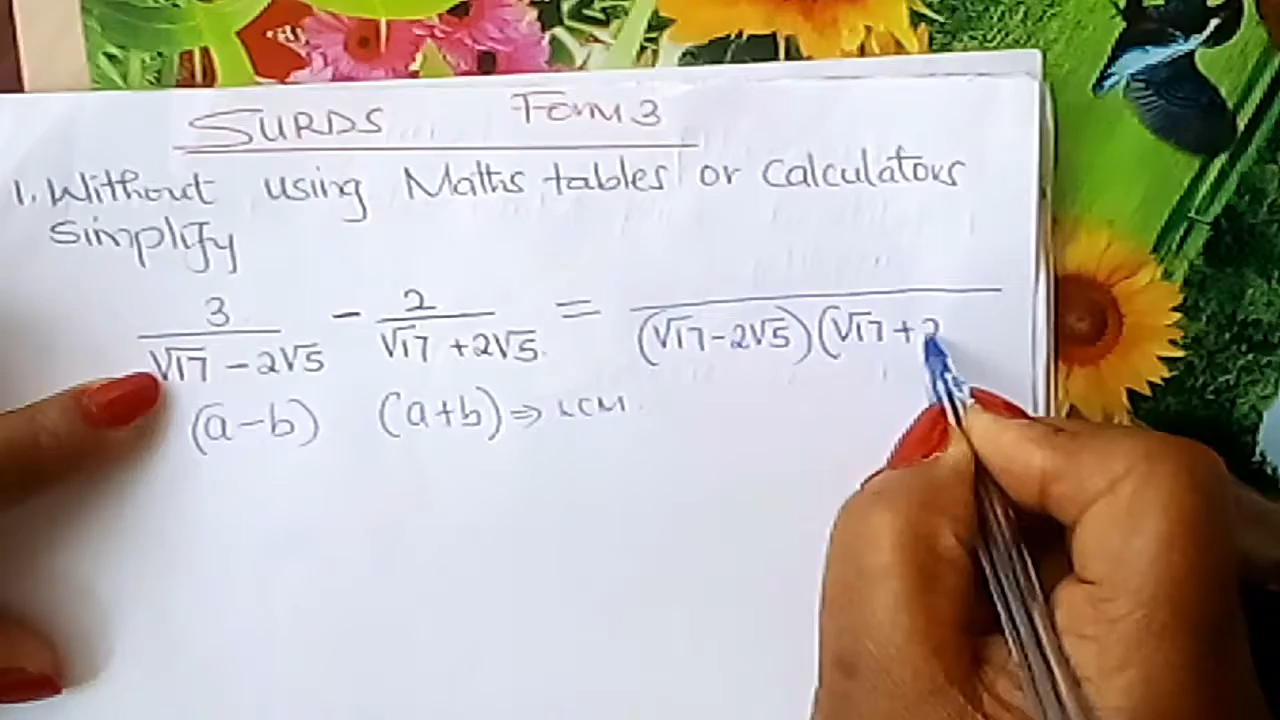 SURDS Form 3
1. Without using Maths tables or calculators
simplify
3/(√17 - 2√5) - 2/(√17 + 2√5) = /(√17 - 2√5)(√17 + 2
(a - b) (a + b) ⇒ LCM.